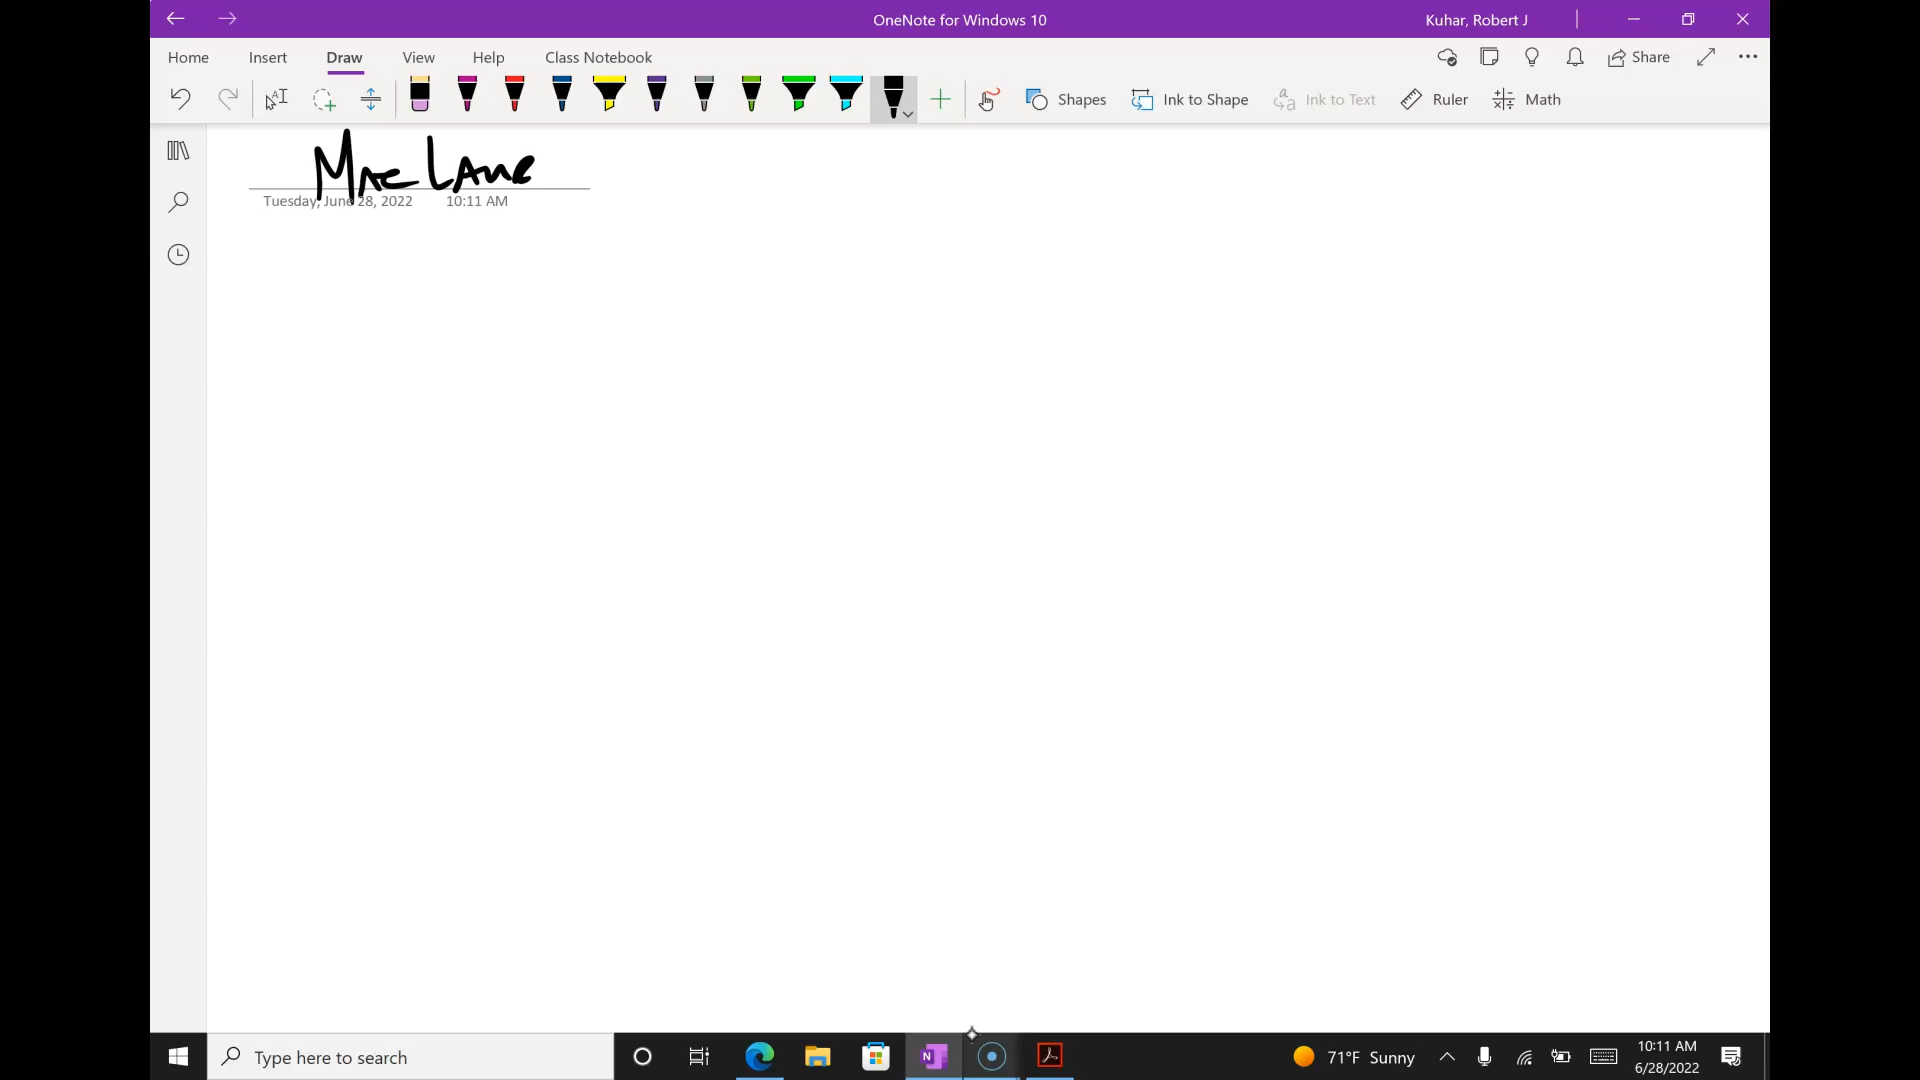 OneNote for Windows 10 Kuhar, Robert J
Home Insert Draw View Help Class Notebook Share
Shapes Ink to Shape Ink to Text Ruler Math
Mac Lane
Tuesday, June 28, 2022 10:11 AM
Type here to search 71°F Sunny 10:11 AM
6/28/2022